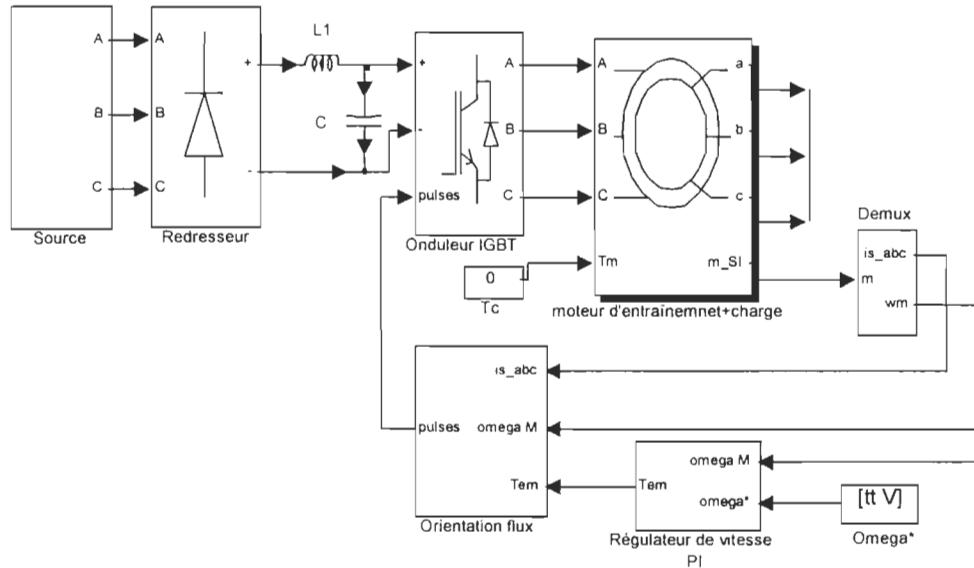 A
A
B
B
C
C
Source
+
-
Redresseur
L1
C
+
-
pulses
A
B
C
Onduleur IGBT
0
Tc
A
B
C
Tm
a
b
c
m_SI
moteur d'entraînemnet+charge
Demux
m
is_abc
wm
is_abc
omega M
Tem
pulses
Orientation flux
omega M
omega*
Tem
Régulateur de vitesse
PI
[tt V]
Omega*